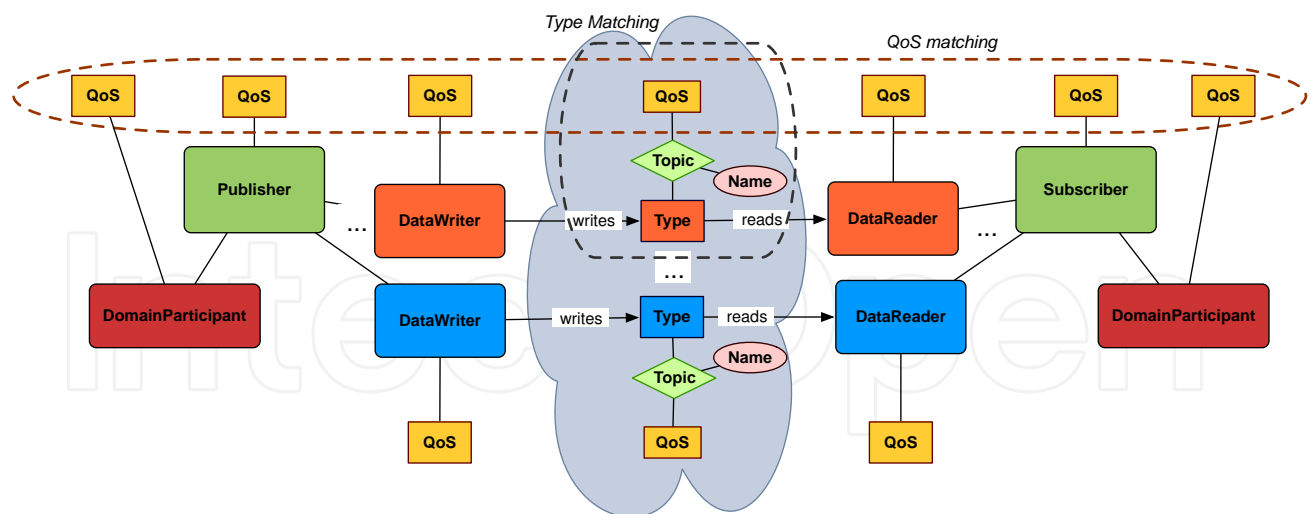 Type Matching
QoS matching
QoS
QoS
QoS
QoS
QoS
QoS
QoS
Topic
Name
Publisher
Subscriber
DataWriter
...
writes
Type
reads
DataReader
...
...
DomainParticipant
DataWriter
writes
Type
reads
DataReader
DomainParticipant
Name
Topic
QoS
QoS
QoS